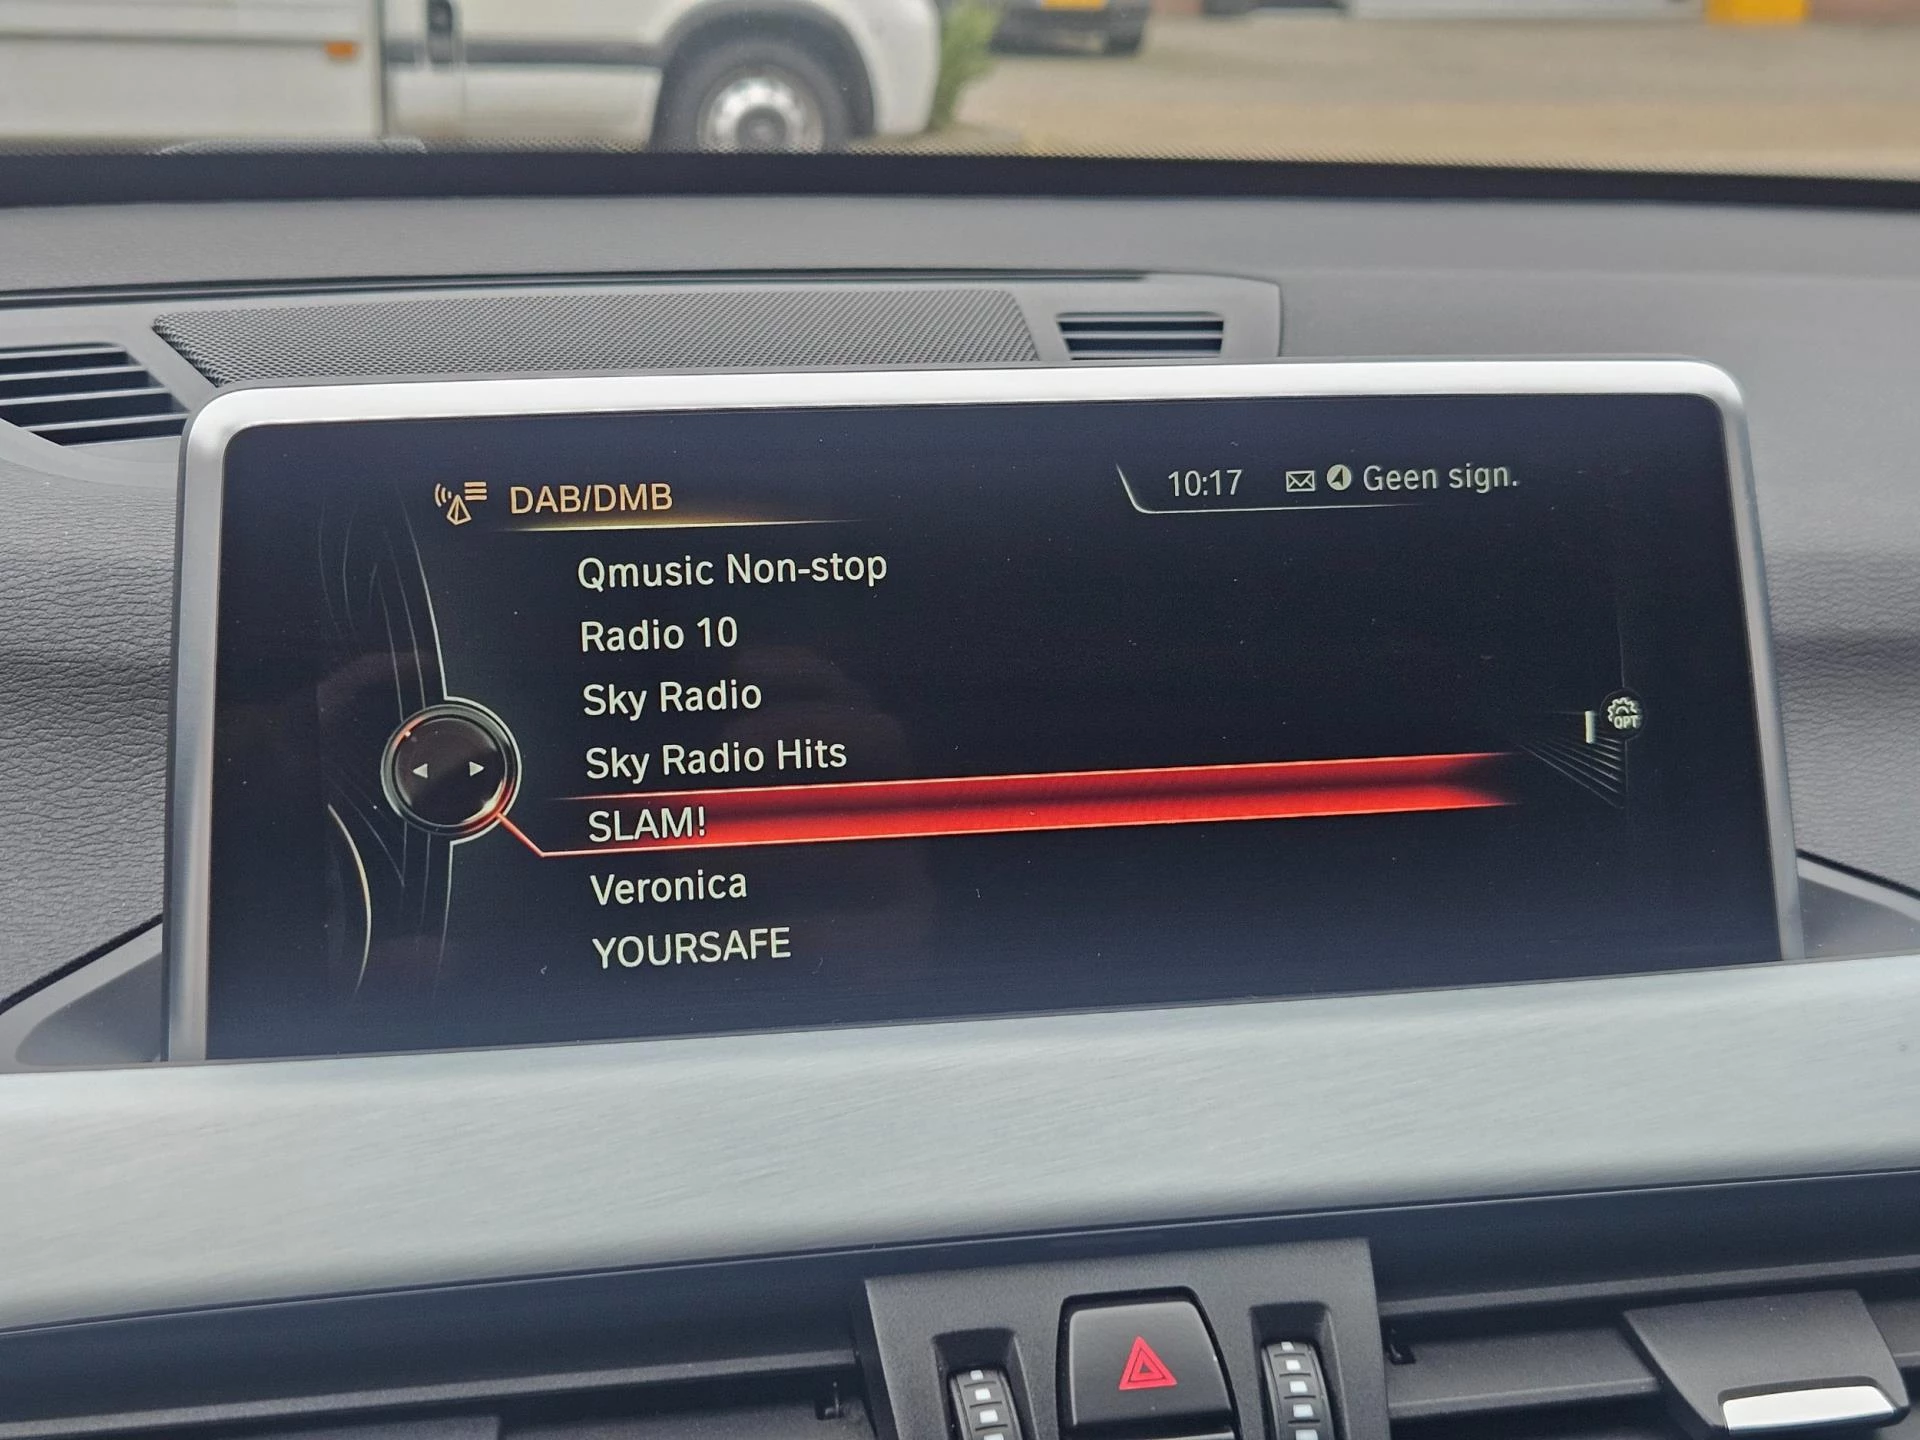 DAB/DMB
10:17 Geen sign.
Qmusic Non-stop
Radio 10
Sky Radio
Sky Radio Hits
SLAM!
Veronica
YOURSAFE
OPT